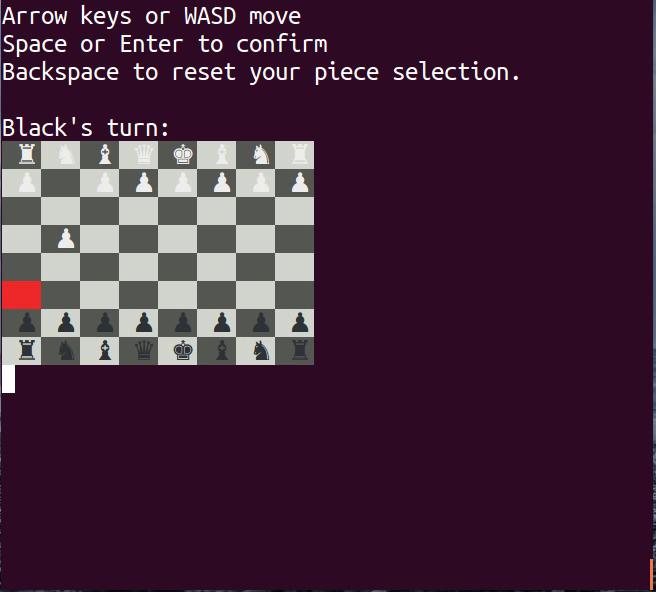 Arrow keys or WASD move
Space or Enter to confirm
Backspace to reset your piece selection.
Black's turn: